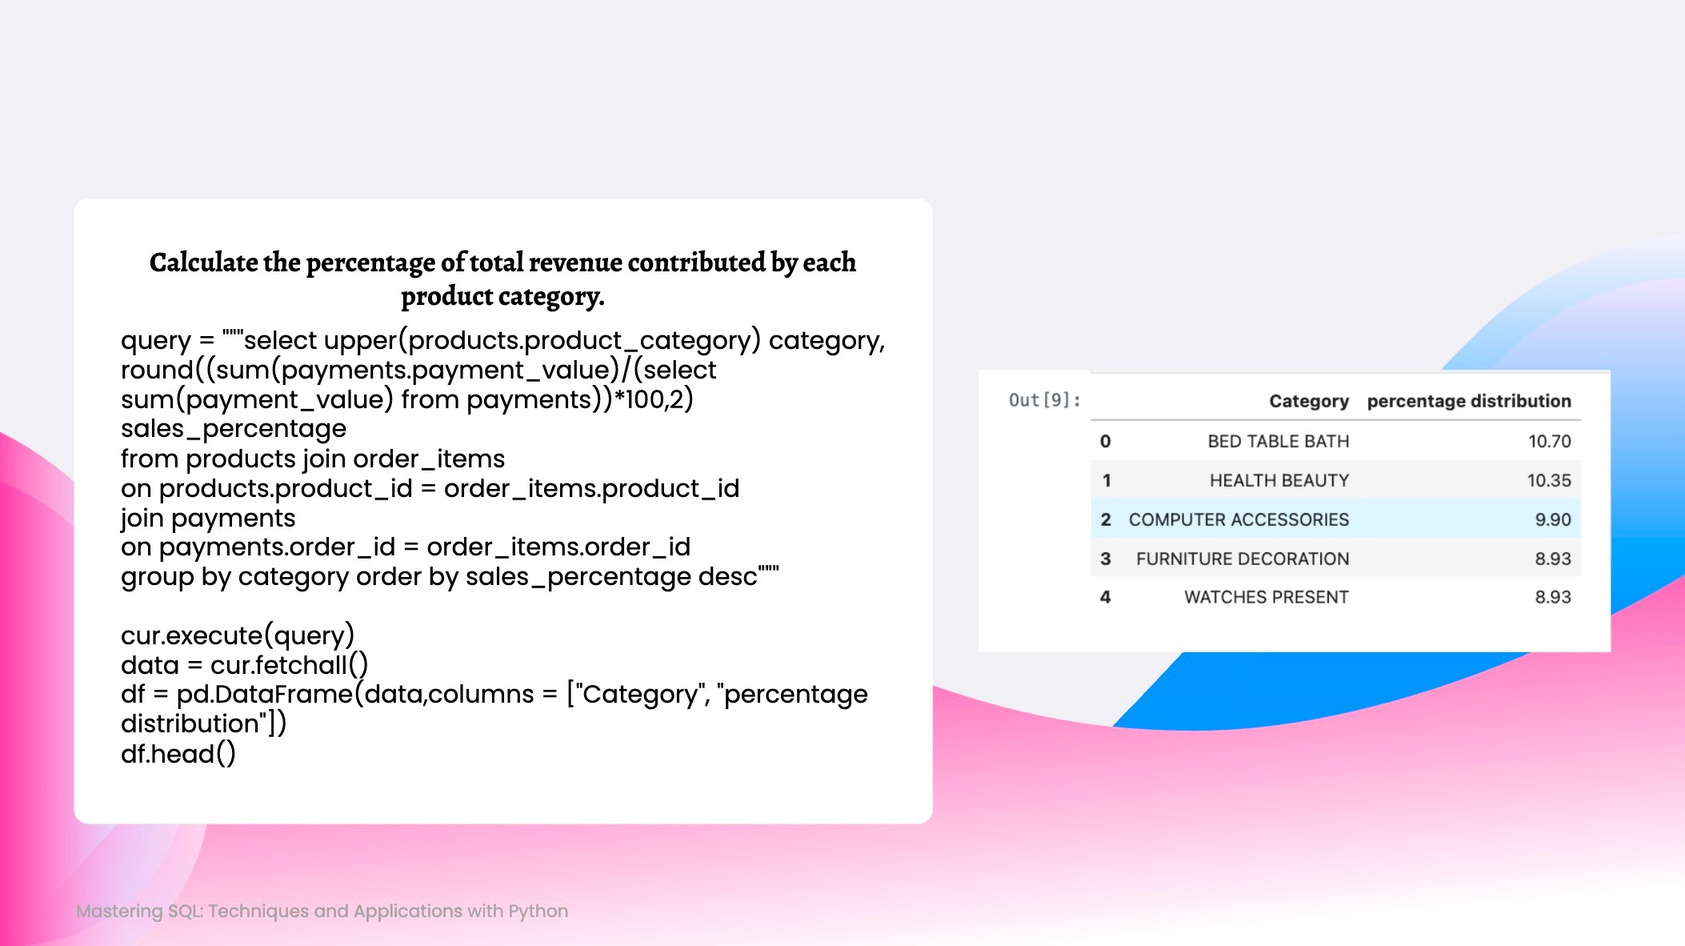 Calculate the percentage of total revenue contributed by each
product category.
query = """select upper(products.product_category) category,
round((sum(payments.payment_value)/(select
sum(payment_value) from payments))*100,2)
sales_percentage
from products join order_items
on products.product_id = order_items.product_id
join payments
on payments.order_id = order_items.order_id
group by category order by sales_percentage desc"""
cur.execute(query)
data = cur.fetchall()
df = pd.DataFrame(data,columns = ["Category", "percentage
distribution"])
df.head()
Out[9]:
Category percentage distribution
0 BED TABLE BATH 10.70
1 HEALTH BEAUTY 10.35
2 COMPUTER ACCESSORIES 9.90
3 FURNITURE DECORATION 8.93
4 WATCHES PRESENT 8.93
Mastering SQL: Techniques and Applications with Python